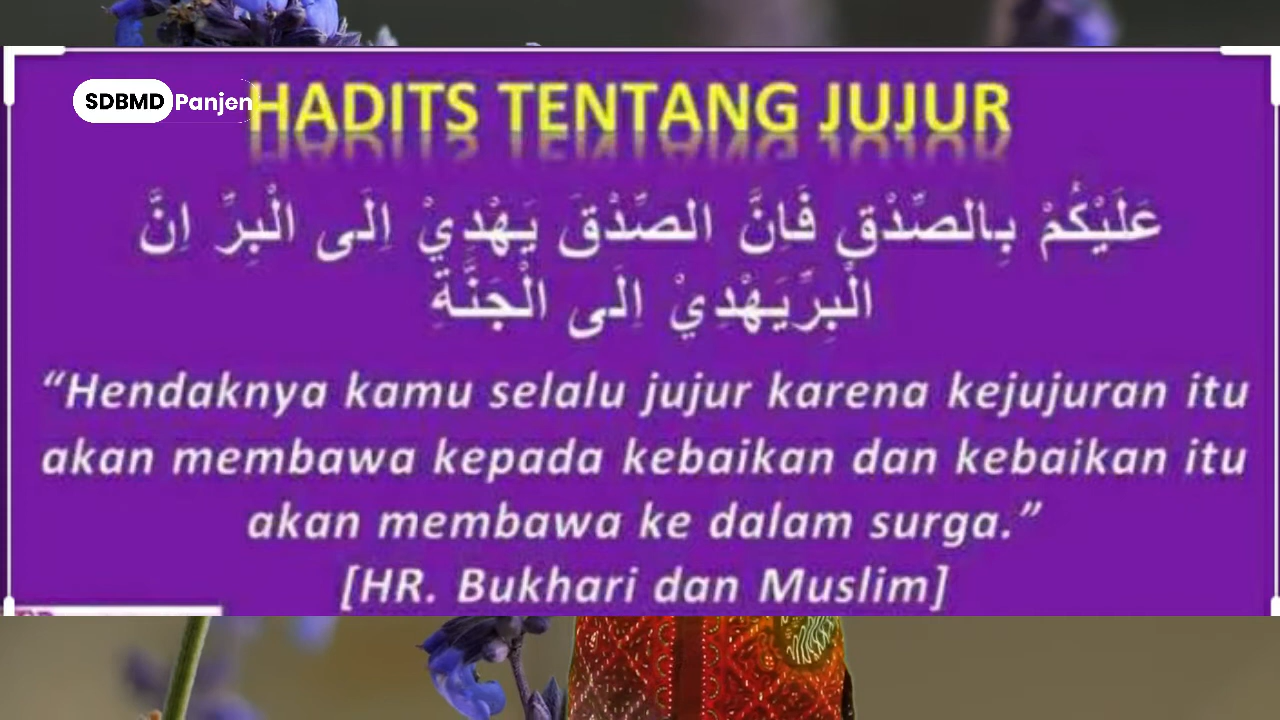 SDBMD Panjen
HADITS TENTANG JUJUR
عَلَيْكُمْ بِالصِّدْقِ فَاِنَّ الصِّدْقَ يَهْدِيْ اِلَى الْبِرِّ اِنَّ
الْبِرِّيَهْدِيْ اِلَى الْجَنَّةِ
“Hendaknya kamu selalu jujur karena kejujuran itu
akan membawa kepada kebaikan dan kebaikan itu
akan membawa ke dalam surga.”
[HR. Bukhari dan Muslim]